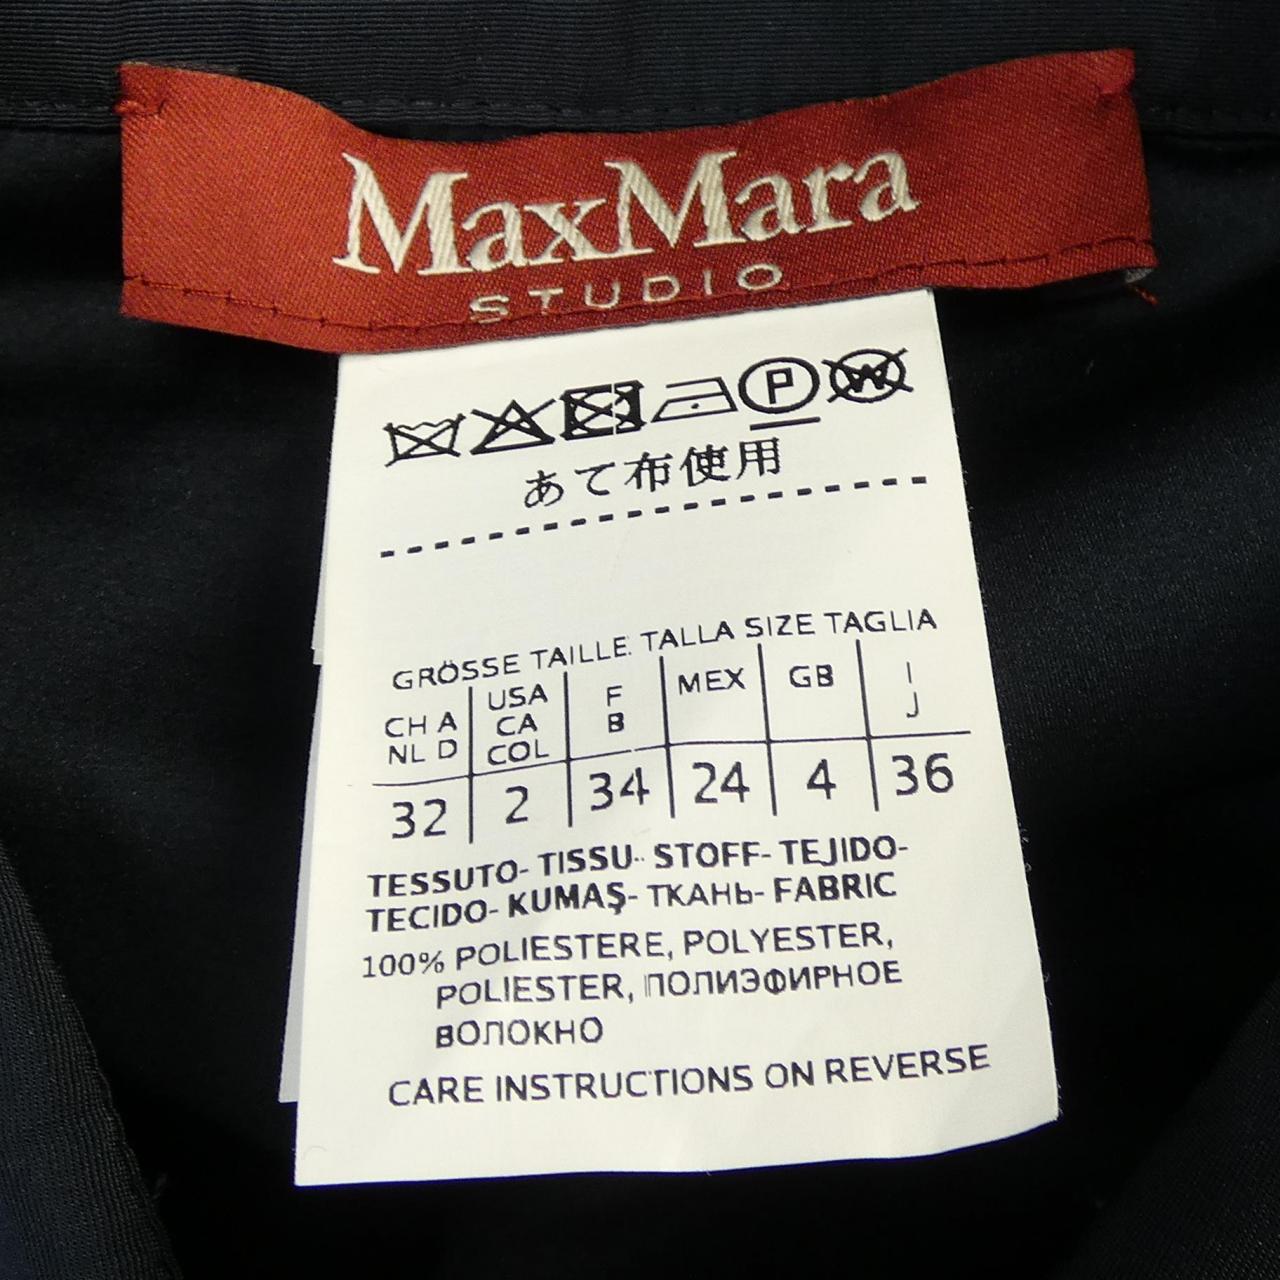 MaxMara
STUDIO
P W
あて布使用
GRÖSSE TAILLE TALLA SIZE TAGLIA
CH A NL D USA CA COL F B MEX GB I J
32 2 34 24 4 36
TESSUTO- TISSU- STOFF- TEJIDO-
TECIDO- KUMAŞ- ТКАНЬ- FABRIC
100% POLIESTERE, POLYESTER,
POLIESTER, ПОЛИЭФИРНОЕ
ВОЛОКНО
CARE INSTRUCTIONS ON REVERSE